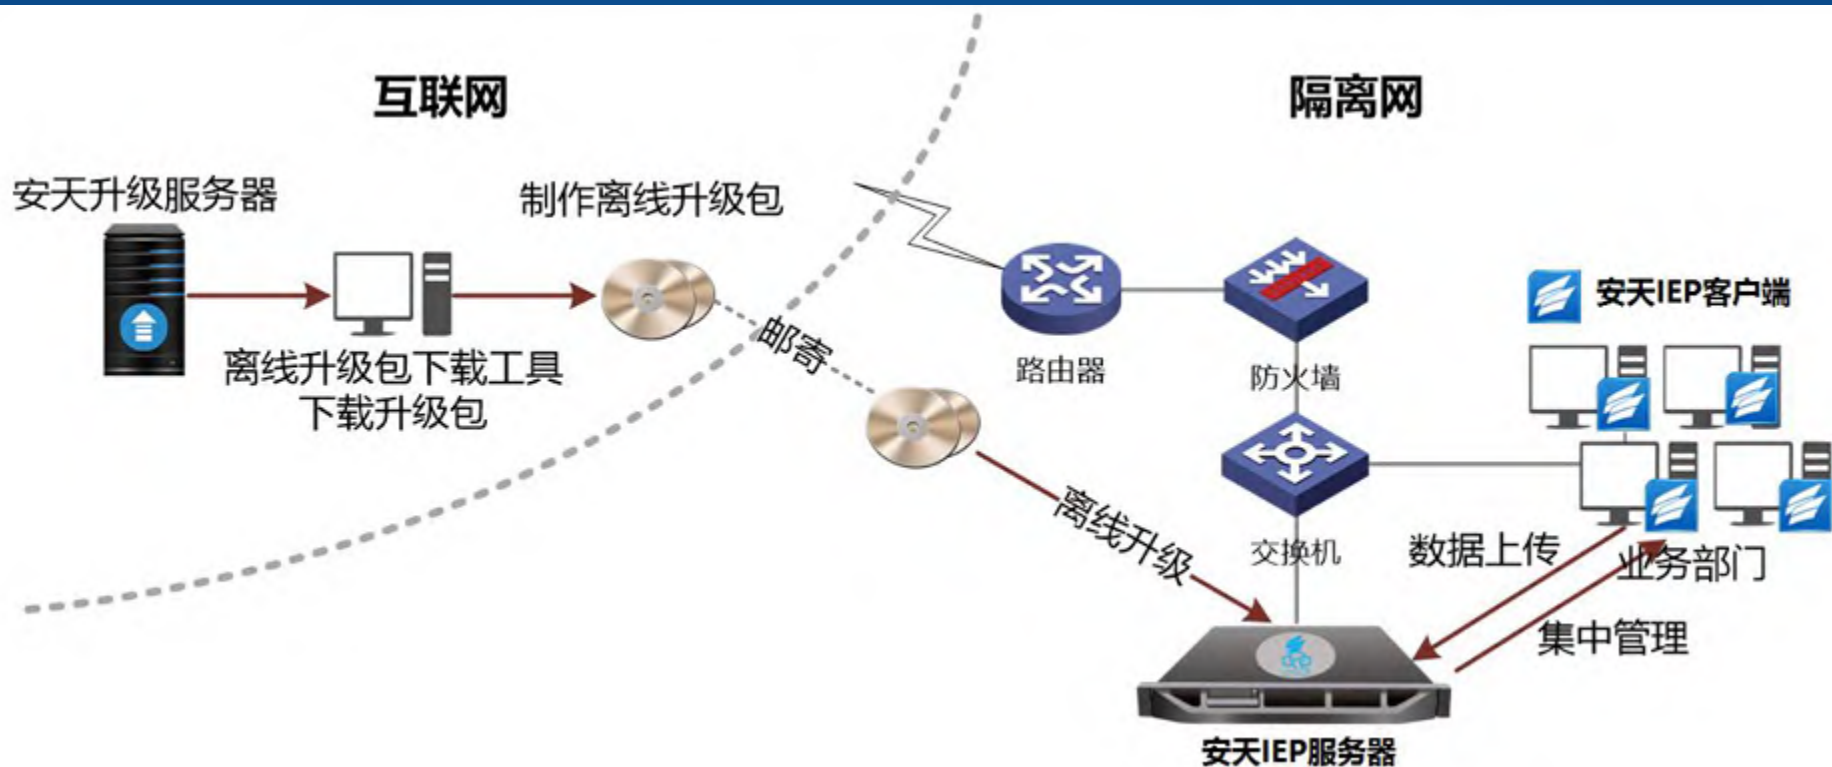 互联网
隔离网
安天升级服务器
制作离线升级包
离线升级包下载工具
下载升级包
邮寄
路由器
防火墙
安天IEP客户端
离线升级
交换机
数据上传
业务部门
集中管理
安天IEP服务器